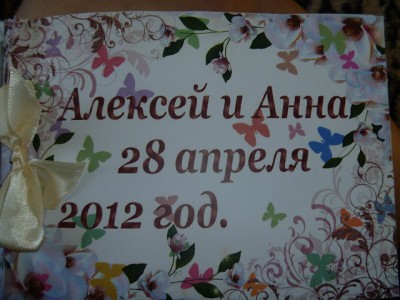 Алексей и Анна
28 апреля
2012 год.